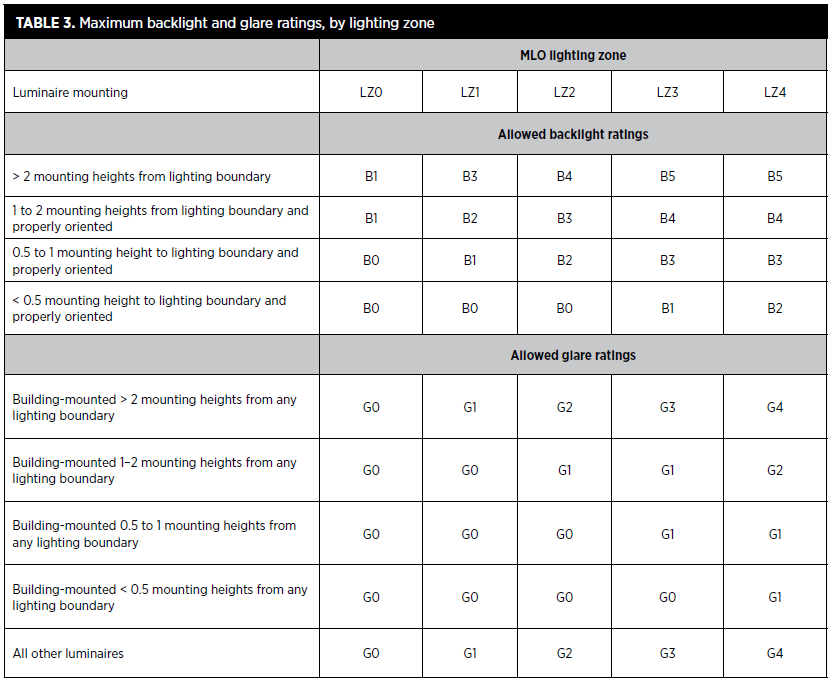 TABLE 3. Maximum backlight and glare ratings, by lighting zone
MLO lighting zone
Luminaire mounting LZ0 LZ1 LZ2 LZ3 LZ4
Allowed backlight ratings
> 2 mounting heights from lighting boundary B1 B3 B4 B5 B5
1 to 2 mounting heights from lighting boundary and
properly oriented B1 B2 B3 B4 B4
0.5 to 1 mounting height to lighting boundary and
properly oriented B0 B1 B2 B3 B3
< 0.5 mounting height to lighting boundary and
properly oriented B0 B0 B0 B1 B2
Allowed glare ratings
Building-mounted > 2 mounting heights from any
lighting boundary G0 G1 G2 G3 G4
Building-mounted 1–2 mounting heights from any
lighting boundary G0 G0 G1 G1 G2
Building-mounted 0.5 to 1 mounting heights from
any lighting boundary G0 G0 G0 G1 G1
Building-mounted < 0.5 mounting heights from any
lighting boundary G0 G0 G0 G0 G1
All other luminaires G0 G1 G2 G3 G4